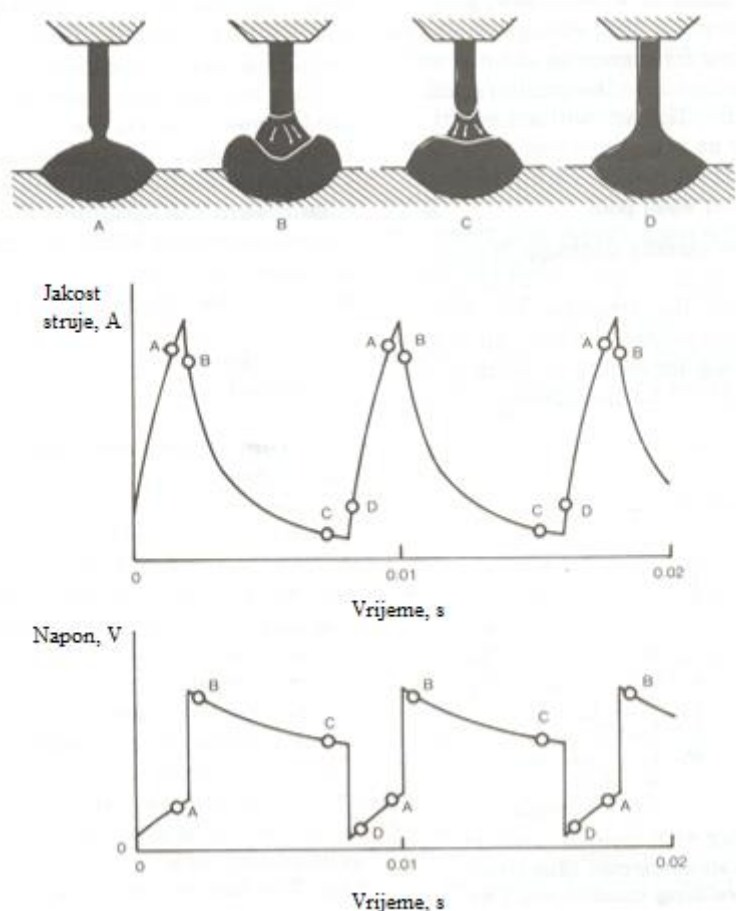 A B C D
Jakost
struje, A
A B A B A B
C D C D
0 0.01 0.02
Vrijeme, s
Napon, V
B B B
C C
A A A
D D
0
0 0.01 0.02
Vrijeme, s